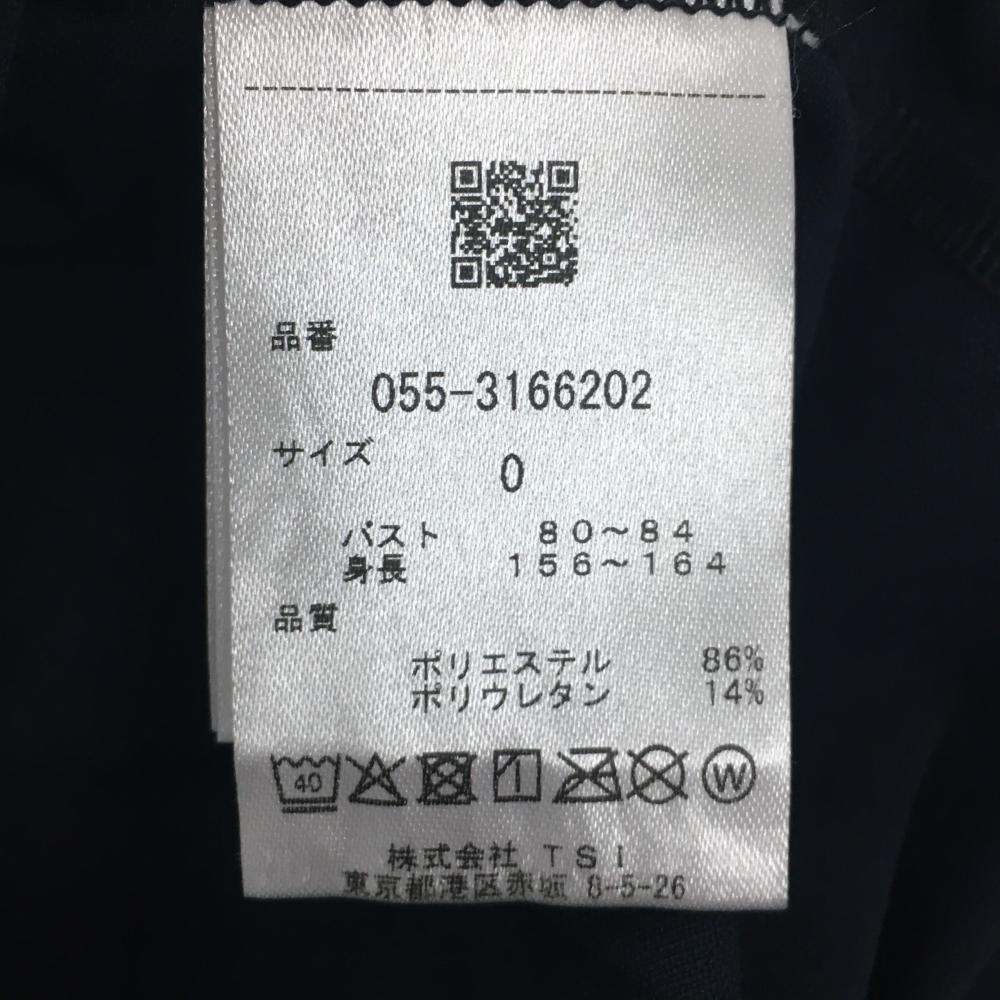 品番
055-3166202
サイズ
0
バスト 80〜84
身長 156〜164
品質
ポリエステル 86%
ポリウレタン 14%
40 W
株式会社 TSI
東京都港区赤坂 8-5-26